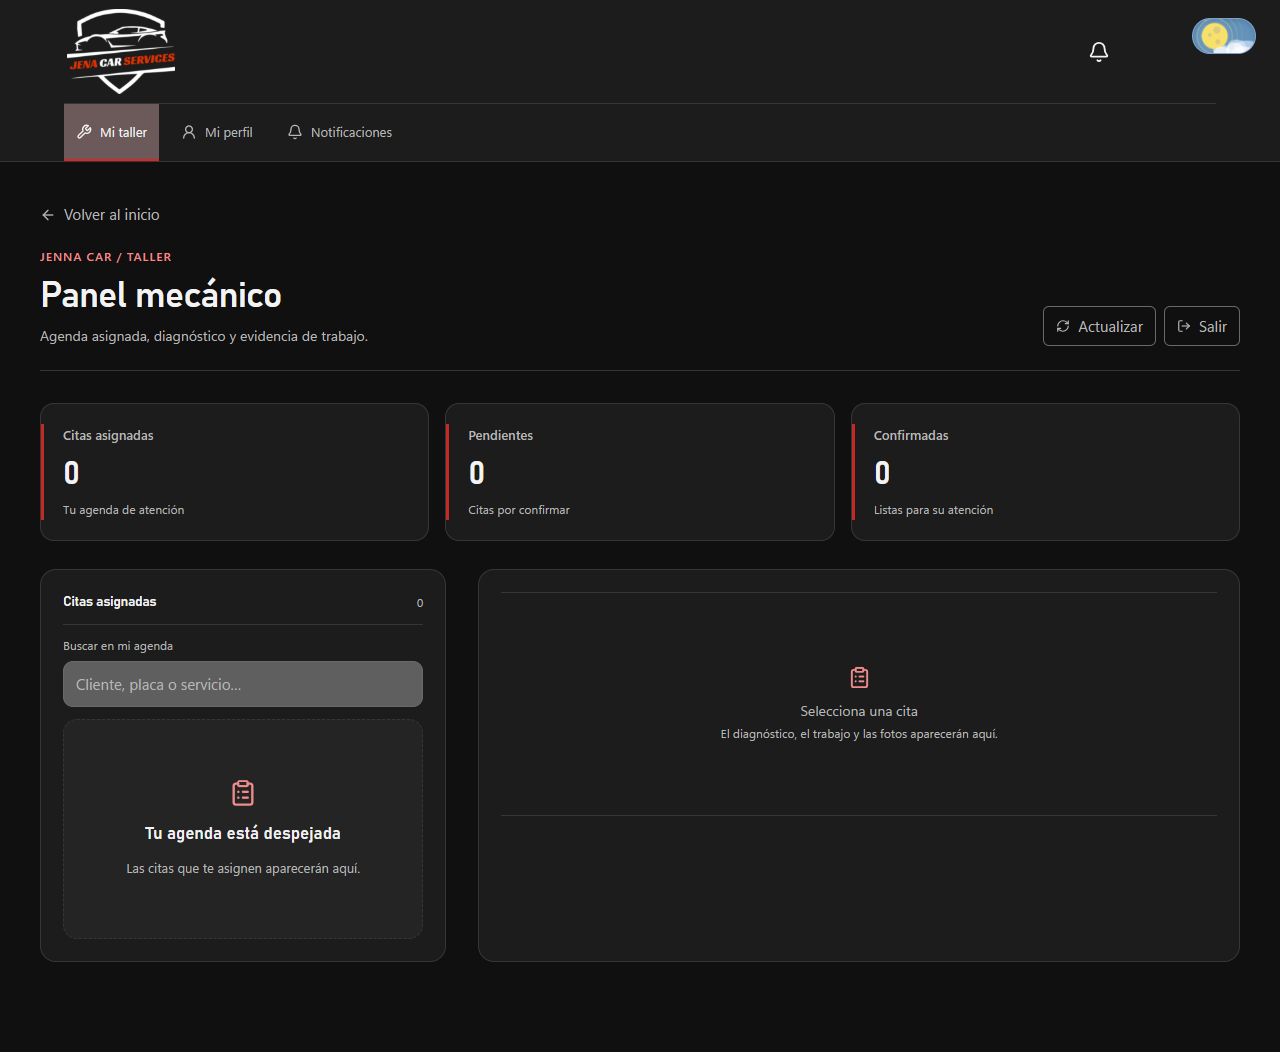 JENA CAR SERVICES
Mi taller
Mi perfil
Notificaciones
Volver al inicio
JENNA CAR / TALLER
Panel mecánico
Agenda asignada, diagnóstico y evidencia de trabajo.
Actualizar
Salir
Citas asignadas
0
Tu agenda de atención
Pendientes
0
Citas por confirmar
Confirmadas
0
Listas para su atención
Citas asignadas
0
Buscar en mi agenda
Cliente, placa o servicio...
Tu agenda está despejada
Las citas que te asignen aparecerán aquí.
Selecciona una cita
El diagnóstico, el trabajo y las fotos aparecerán aquí.